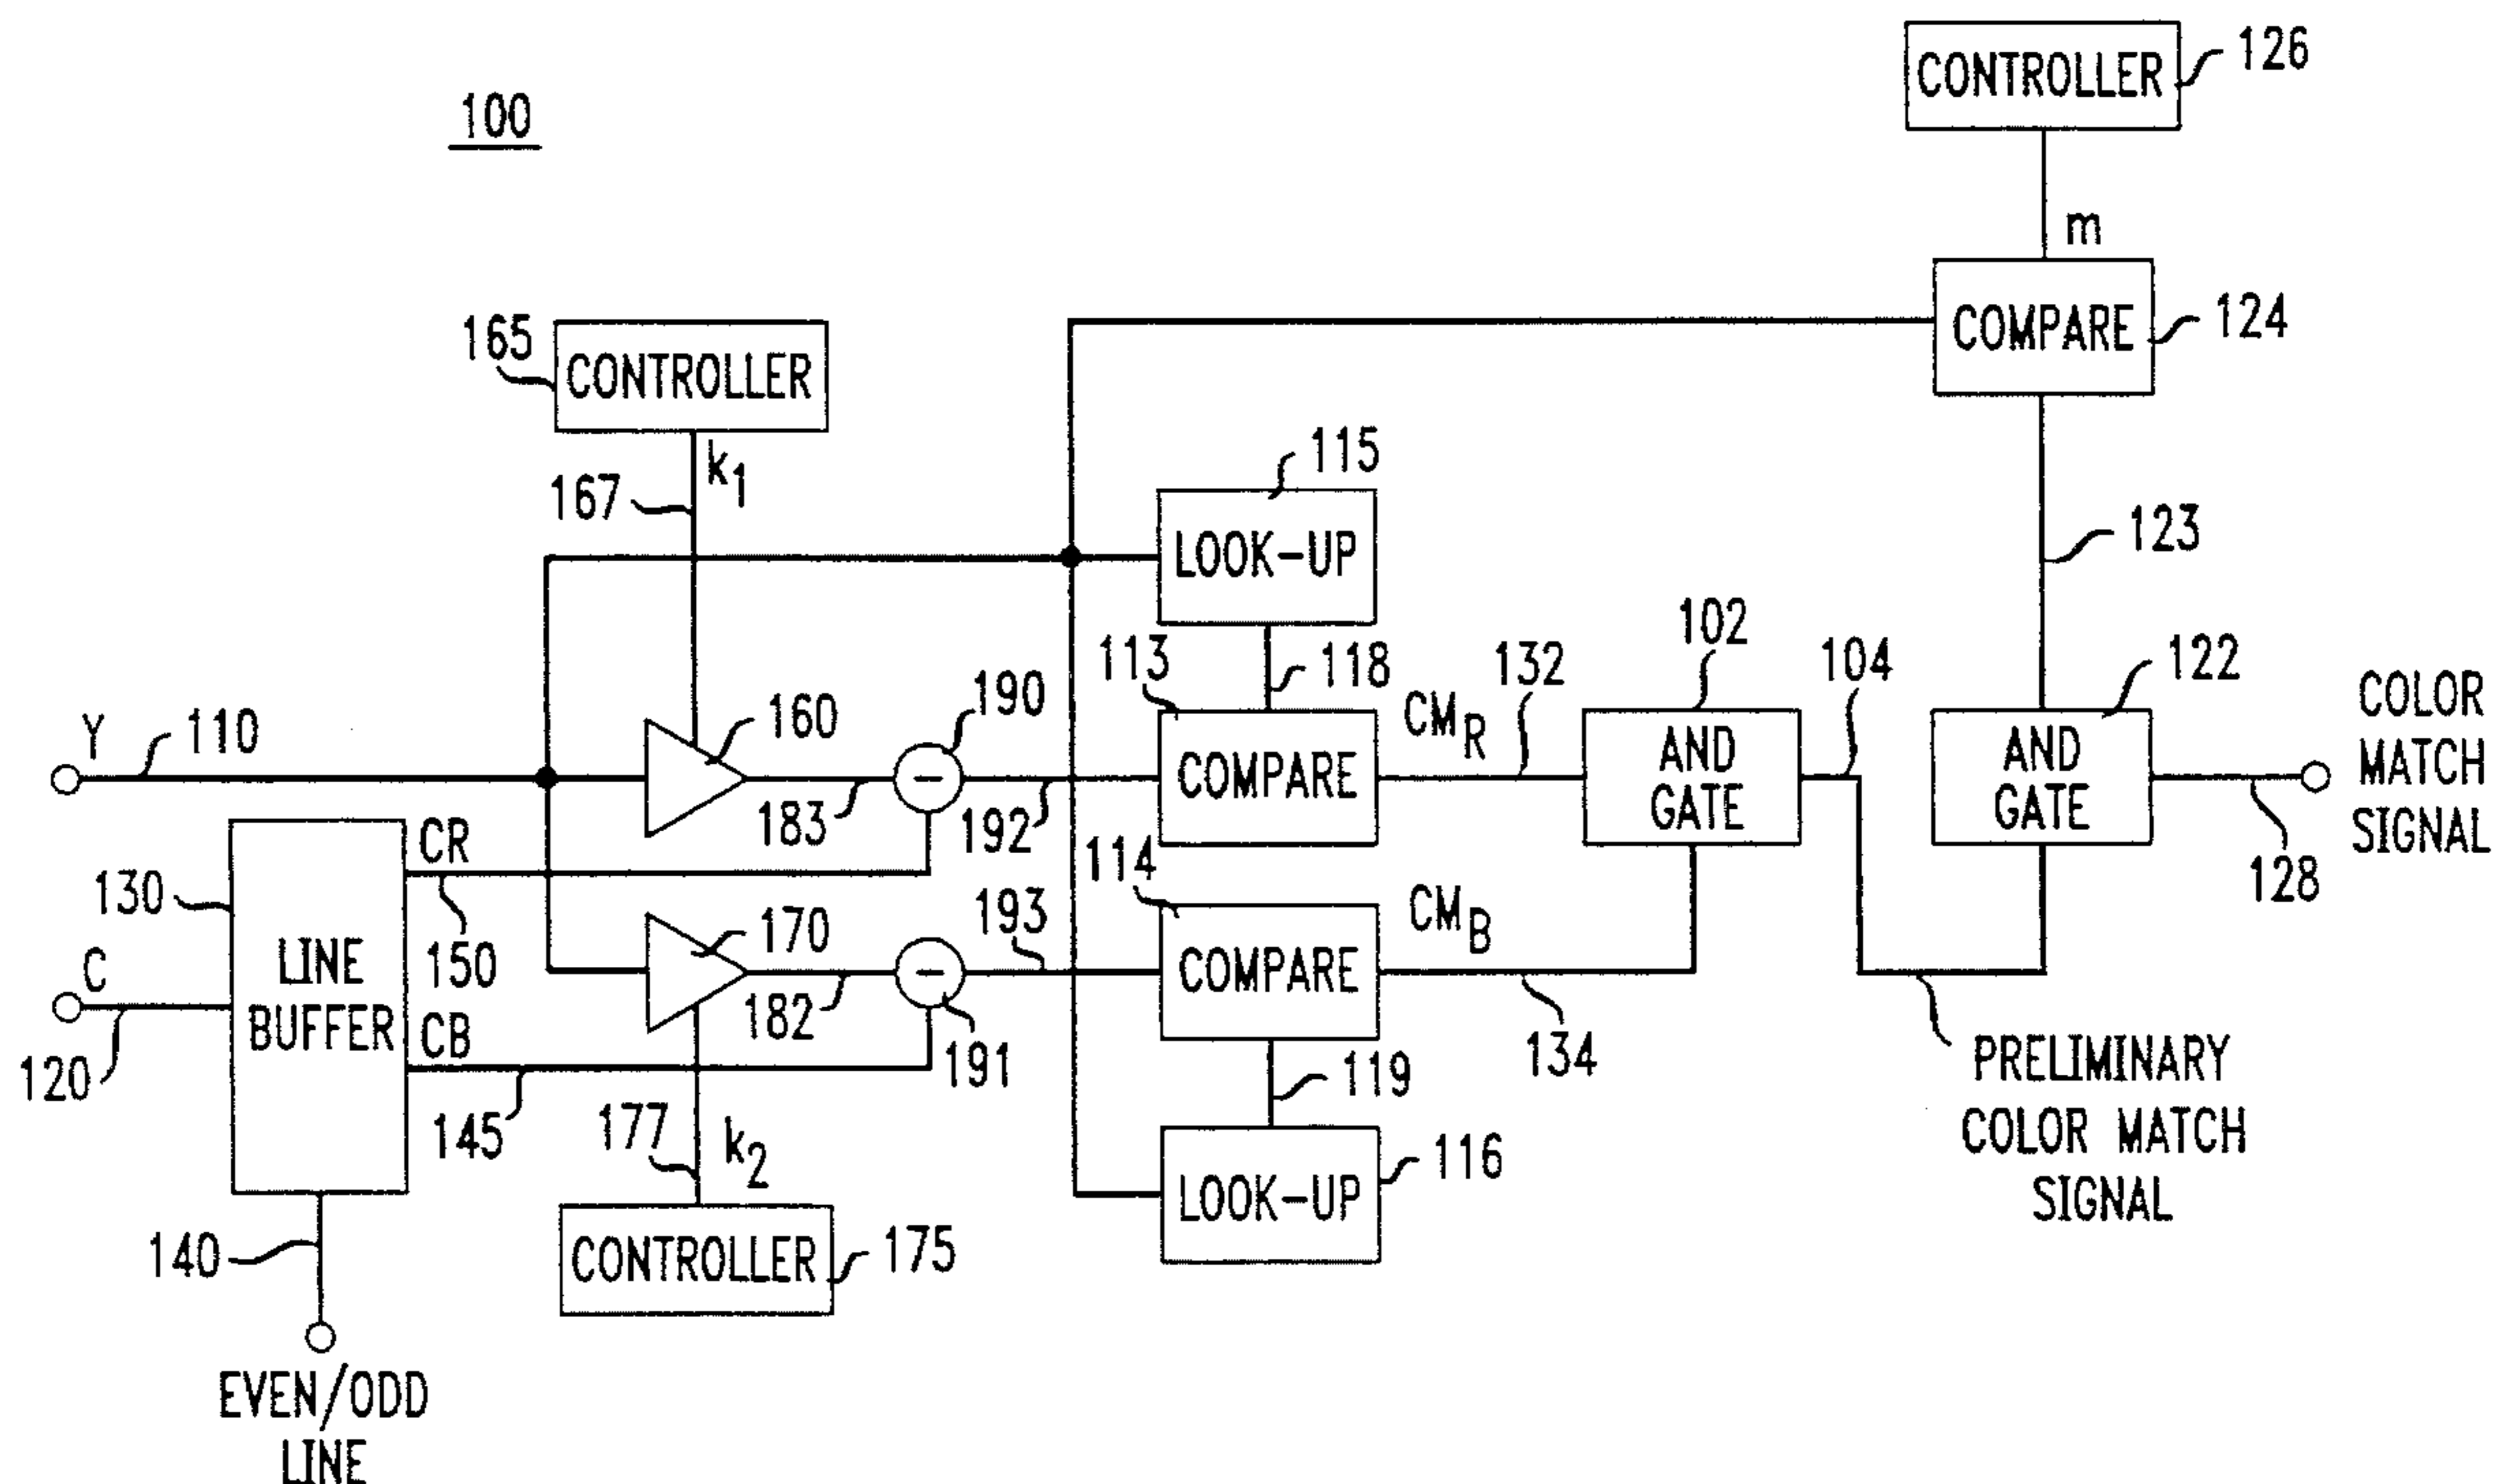 100
CONTROLLER
126
m
COMPARE
124
165
CONTROLLER
k1
167
115
LOOK-UP
123
118
113
COMPARE
CMR
132
102
AND
GATE
104
122
AND
GATE
COLOR
MATCH
SIGNAL
128
Y
110
160
190
183
192
CR
150
130
LINE
BUFFER
C
120
CB
145
170
182
193
191
114
COMPARE
CMB
134
119
PRELIMINARY
COLOR MATCH
SIGNAL
177
k2
CONTROLLER
175
LOOK-UP
116
140
EVEN/ODD
LINE